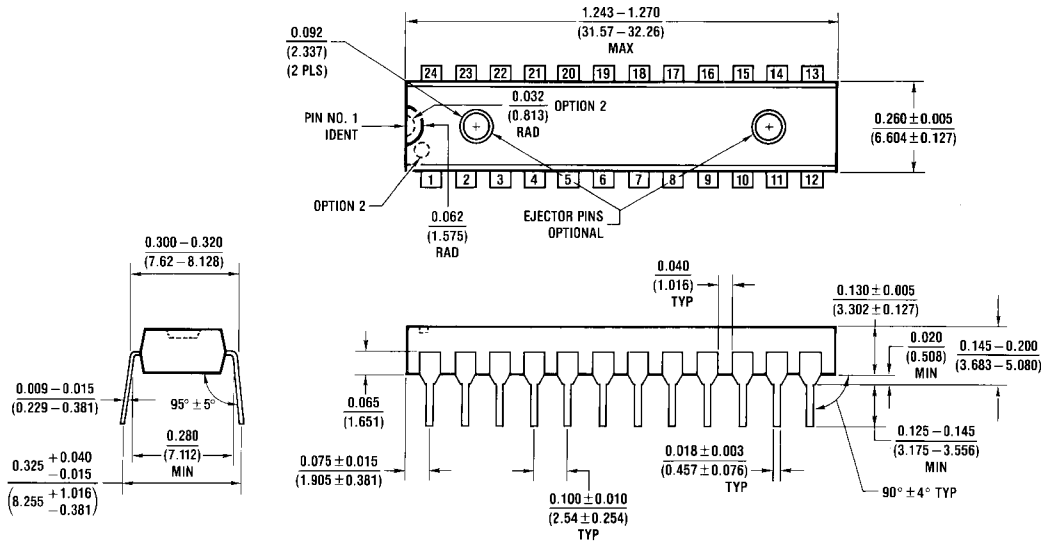 1.243 – 1.270
(31.57 – 32.26)
MAX
0.092
(2.337)
(2 PLS)
24 23 22 21 20 19 18 17 16 15 14 13
0.032
(0.813)
RAD
OPTION 2
PIN NO. 1
IDENT
0.260 ± 0.005
(6.604 ± 0.127)
1 2 3 4 5 6 7 8 9 10 11 12
OPTION 2
0.062
(1.575)
RAD
EJECTOR PINS
OPTIONAL
0.300 – 0.320
(7.62 – 8.128)
0.040
(1.016)
TYP
0.130 ± 0.005
(3.302 ± 0.127)
0.020
(0.508)
MIN
0.145 – 0.200
(3.683 – 5.080)
0.009 – 0.015
(0.229 – 0.381)
95° ± 5°
0.065
(1.651)
0.280
(7.112)
MIN
0.125 – 0.145
(3.175 – 3.556)
MIN
0.325 + 0.040
– 0.015
(8.255 + 1.016
– 0.381)
0.075 ± 0.015
(1.905 ± 0.381)
0.018 ± 0.003
(0.457 ± 0.076)
TYP
0.100 ± 0.010
(2.54 ± 0.254)
TYP
90° ± 4° TYP